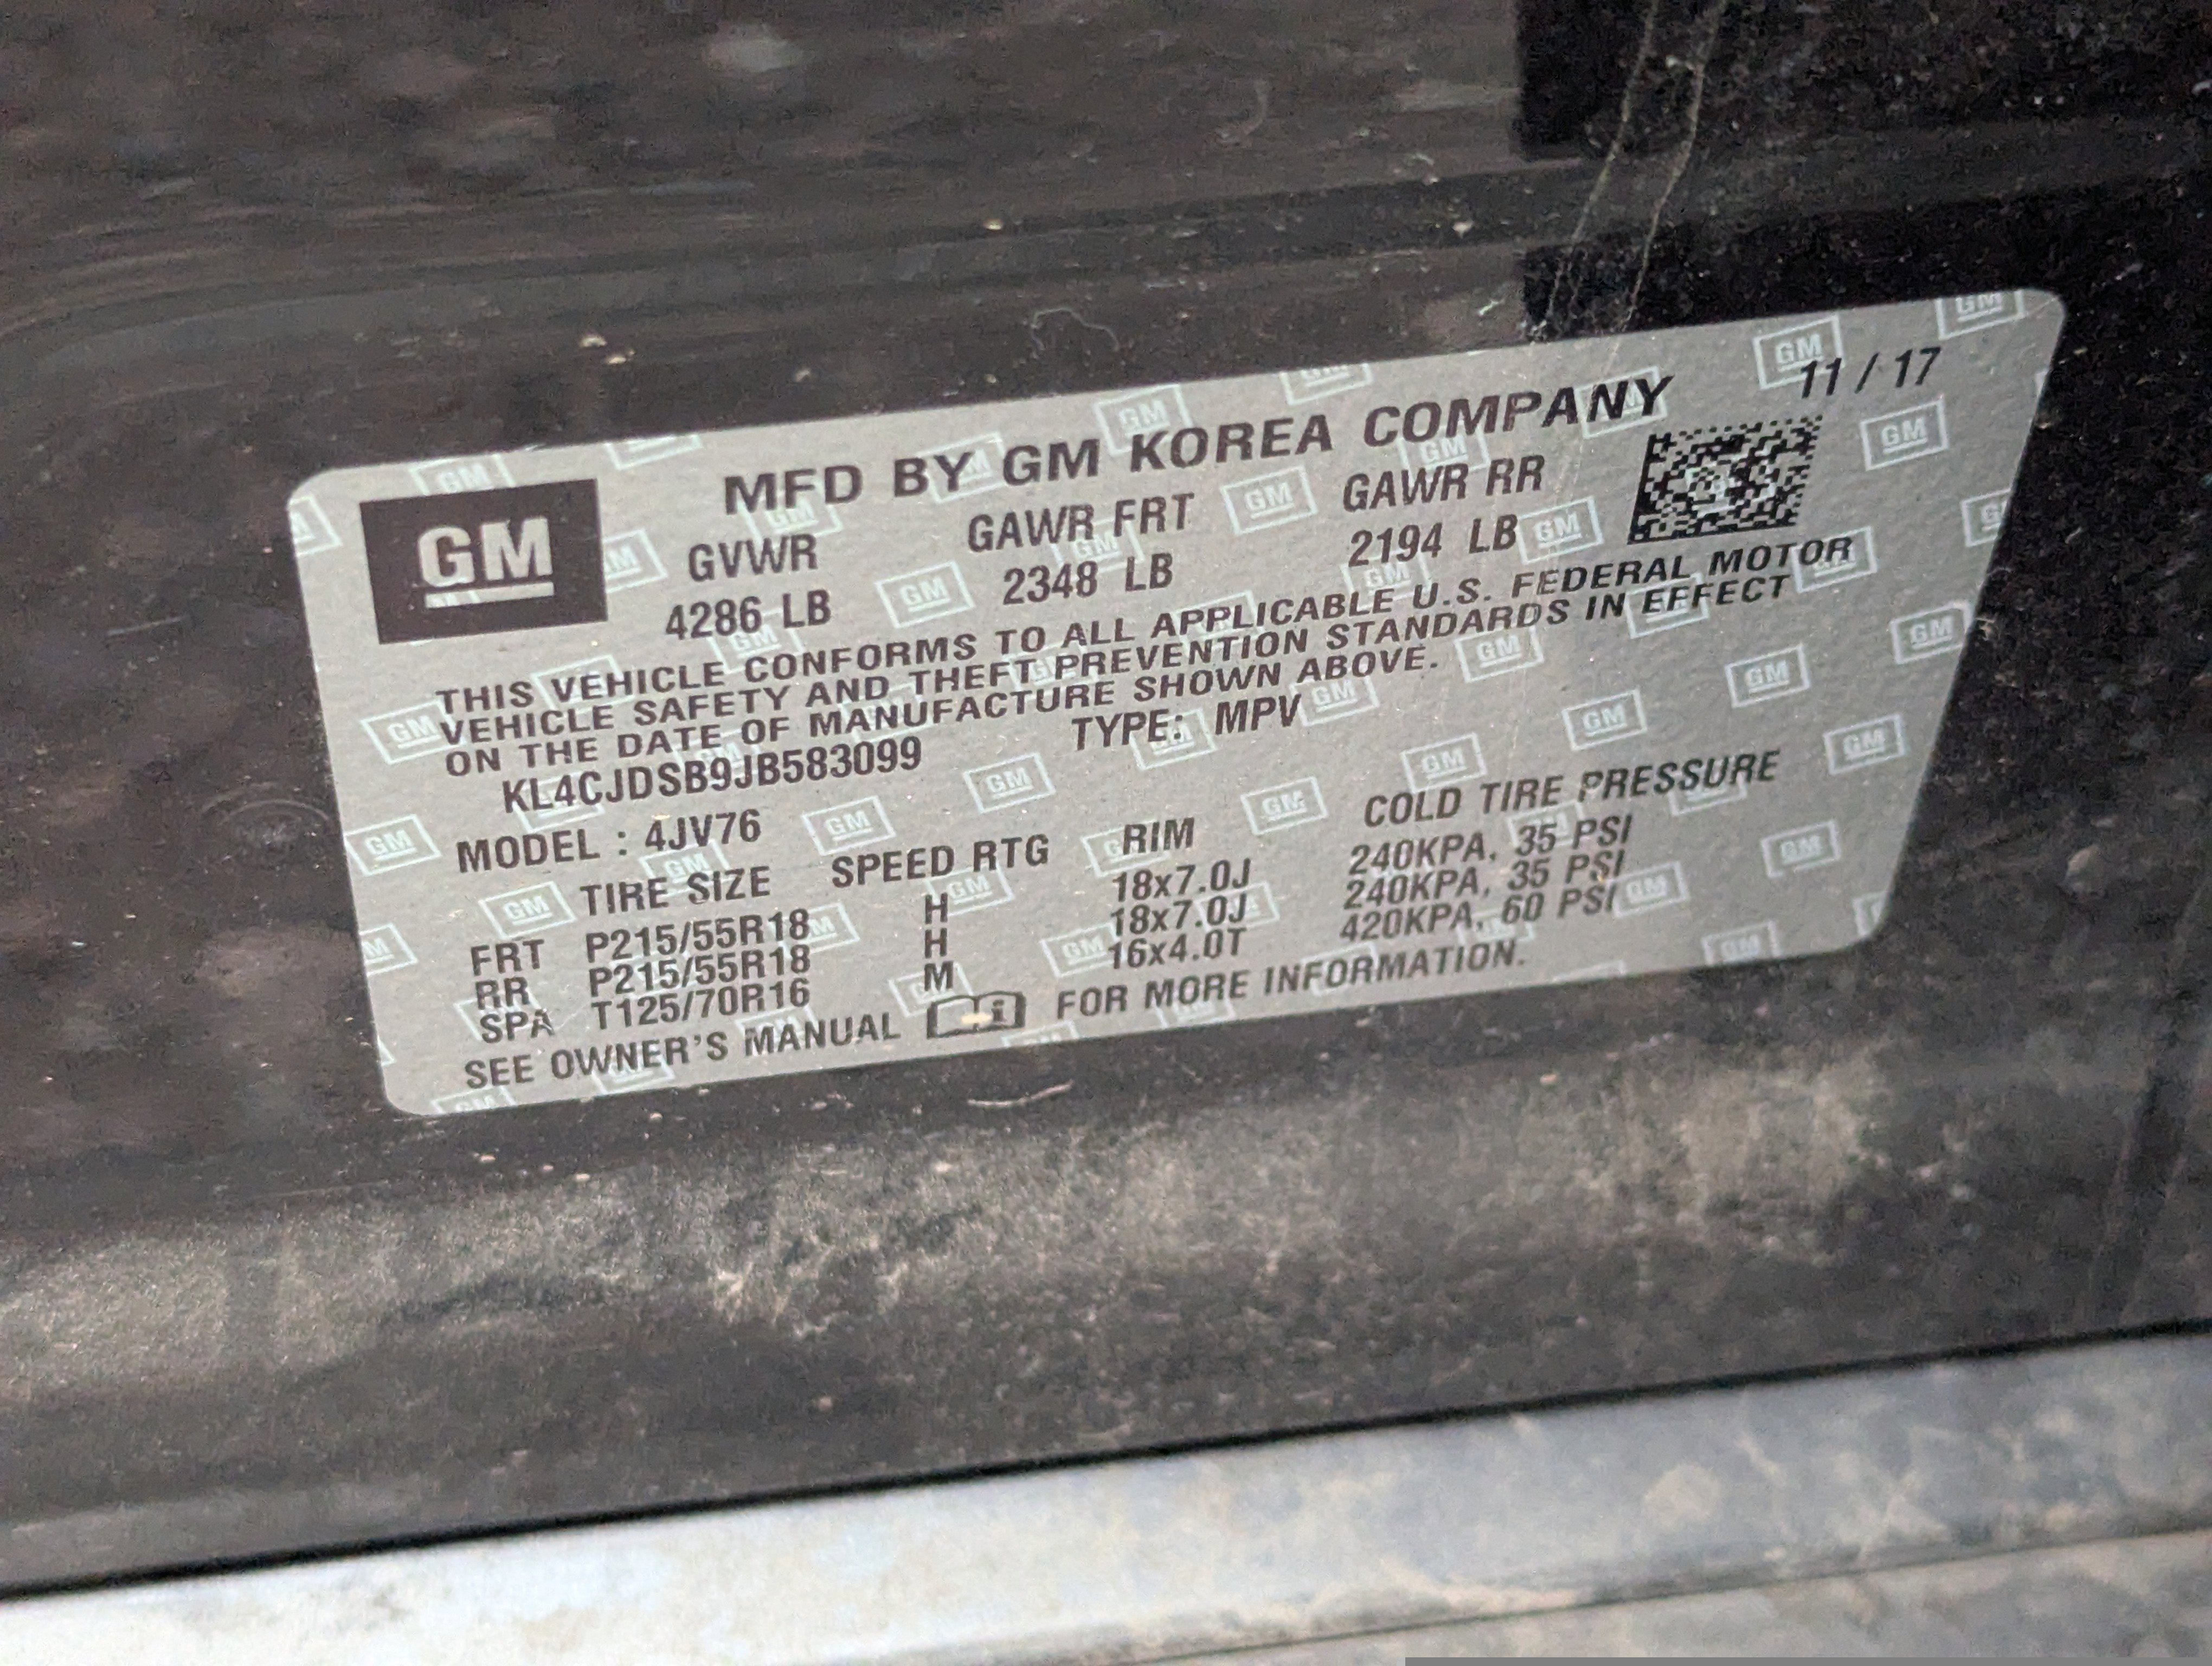 MFD BY GM KOREA COMPANY 11 / 17
GM
GVWR GAWR FRT GAWR RR
4286 LB 2348 LB 2194 LB
THIS VEHICLE CONFORMS TO ALL APPLICABLE U.S. FEDERAL MOTOR
VEHICLE SAFETY AND THEFT PREVENTION STANDARDS IN EFFECT
ON THE DATE OF MANUFACTURE SHOWN ABOVE.
KL4CJDSB9JB583099 TYPE: MPV
MODEL : 4JV76
TIRE SIZE SPEED RTG RIM COLD TIRE PRESSURE
FRT P215/55R18 H 18x7.0J 240KPA, 35 PSI
RR P215/55R18 H 18x7.0J 240KPA, 35 PSI
SPA T125/70R16 M 16x4.0T 420KPA, 60 PSI
SEE OWNER'S MANUAL FOR MORE INFORMATION.